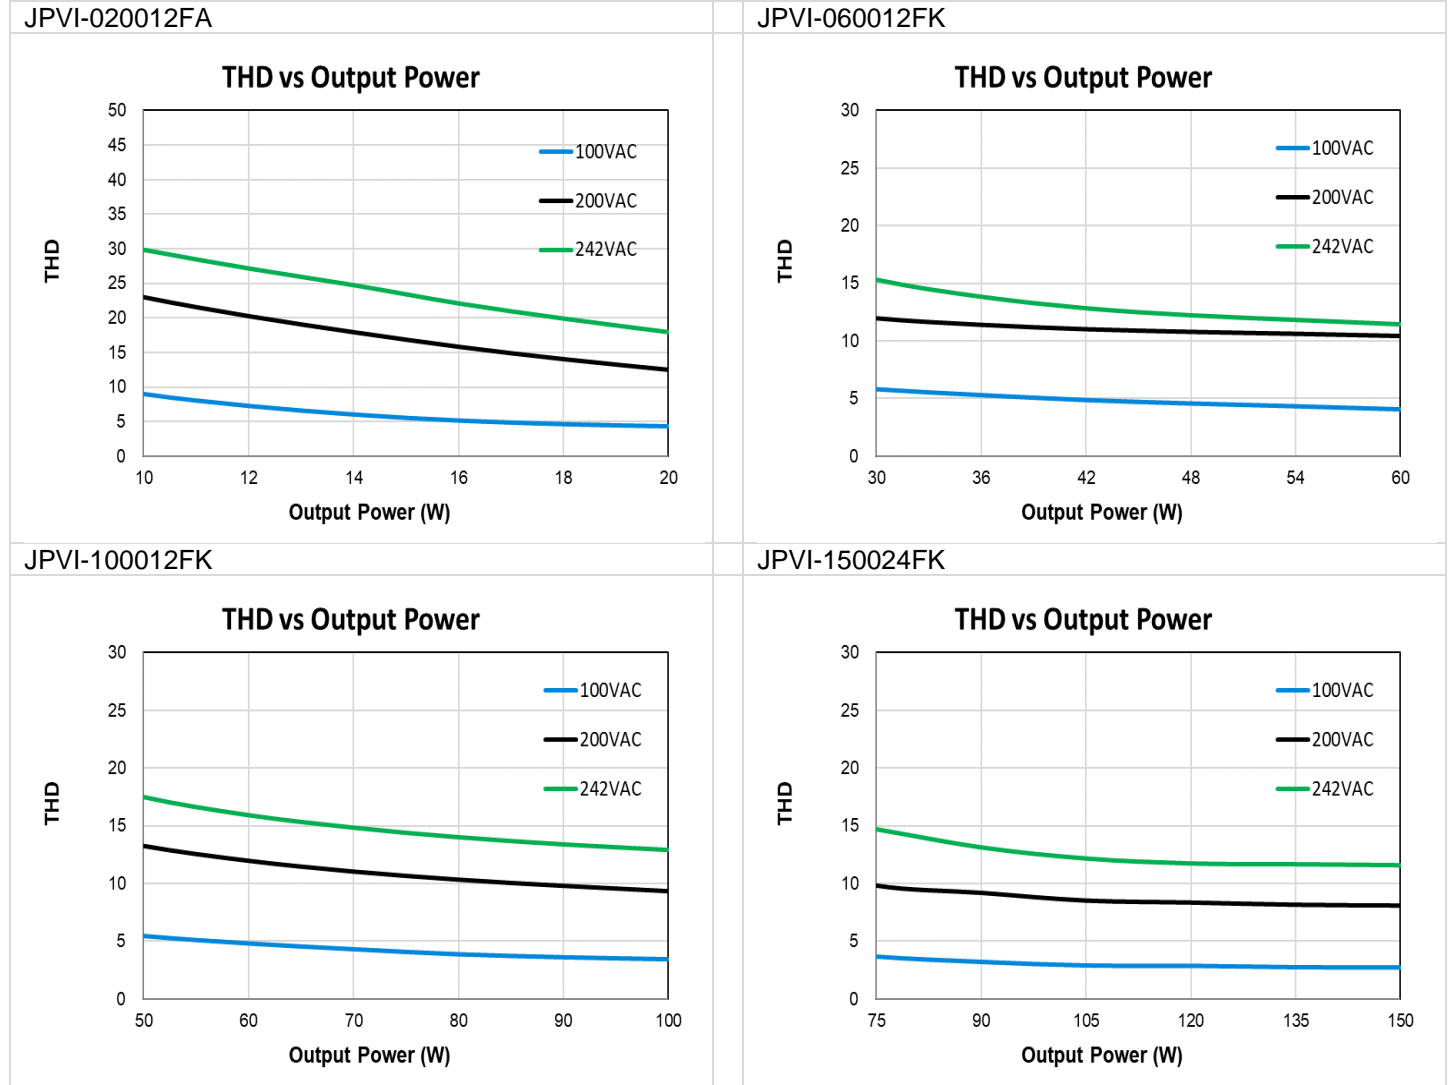 JPVI-020012FA
THD vs Output Power
50
45
40
35
30
25
20
15
10
5
0
THD
100VAC
200VAC
242VAC
10 12 14 16 18 20
Output Power (W)
JPVI-060012FK
THD vs Output Power
30
25
20
15
10
5
0
THD
100VAC
200VAC
242VAC
30 36 42 48 54 60
Output Power (W)
JPVI-100012FK
THD vs Output Power
30
25
20
15
10
5
0
THD
100VAC
200VAC
242VAC
50 60 70 80 90 100
Output Power (W)
JPVI-150024FK
THD vs Output Power
30
25
20
15
10
5
0
THD
100VAC
200VAC
242VAC
75 90 105 120 135 150
Output Power (W)